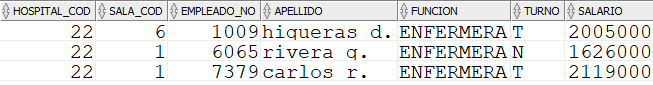 HOSPITAL_COD SALA_COD EMPLEADO_NO APELLIDO FUNCION TURNO SALARIO
22 6 1009 higueras d. ENFERMERA T 2005000
22 1 6065 rivera g. ENFERMERA N 1626000
22 1 7379 carlos r. ENFERMERA T 2119000